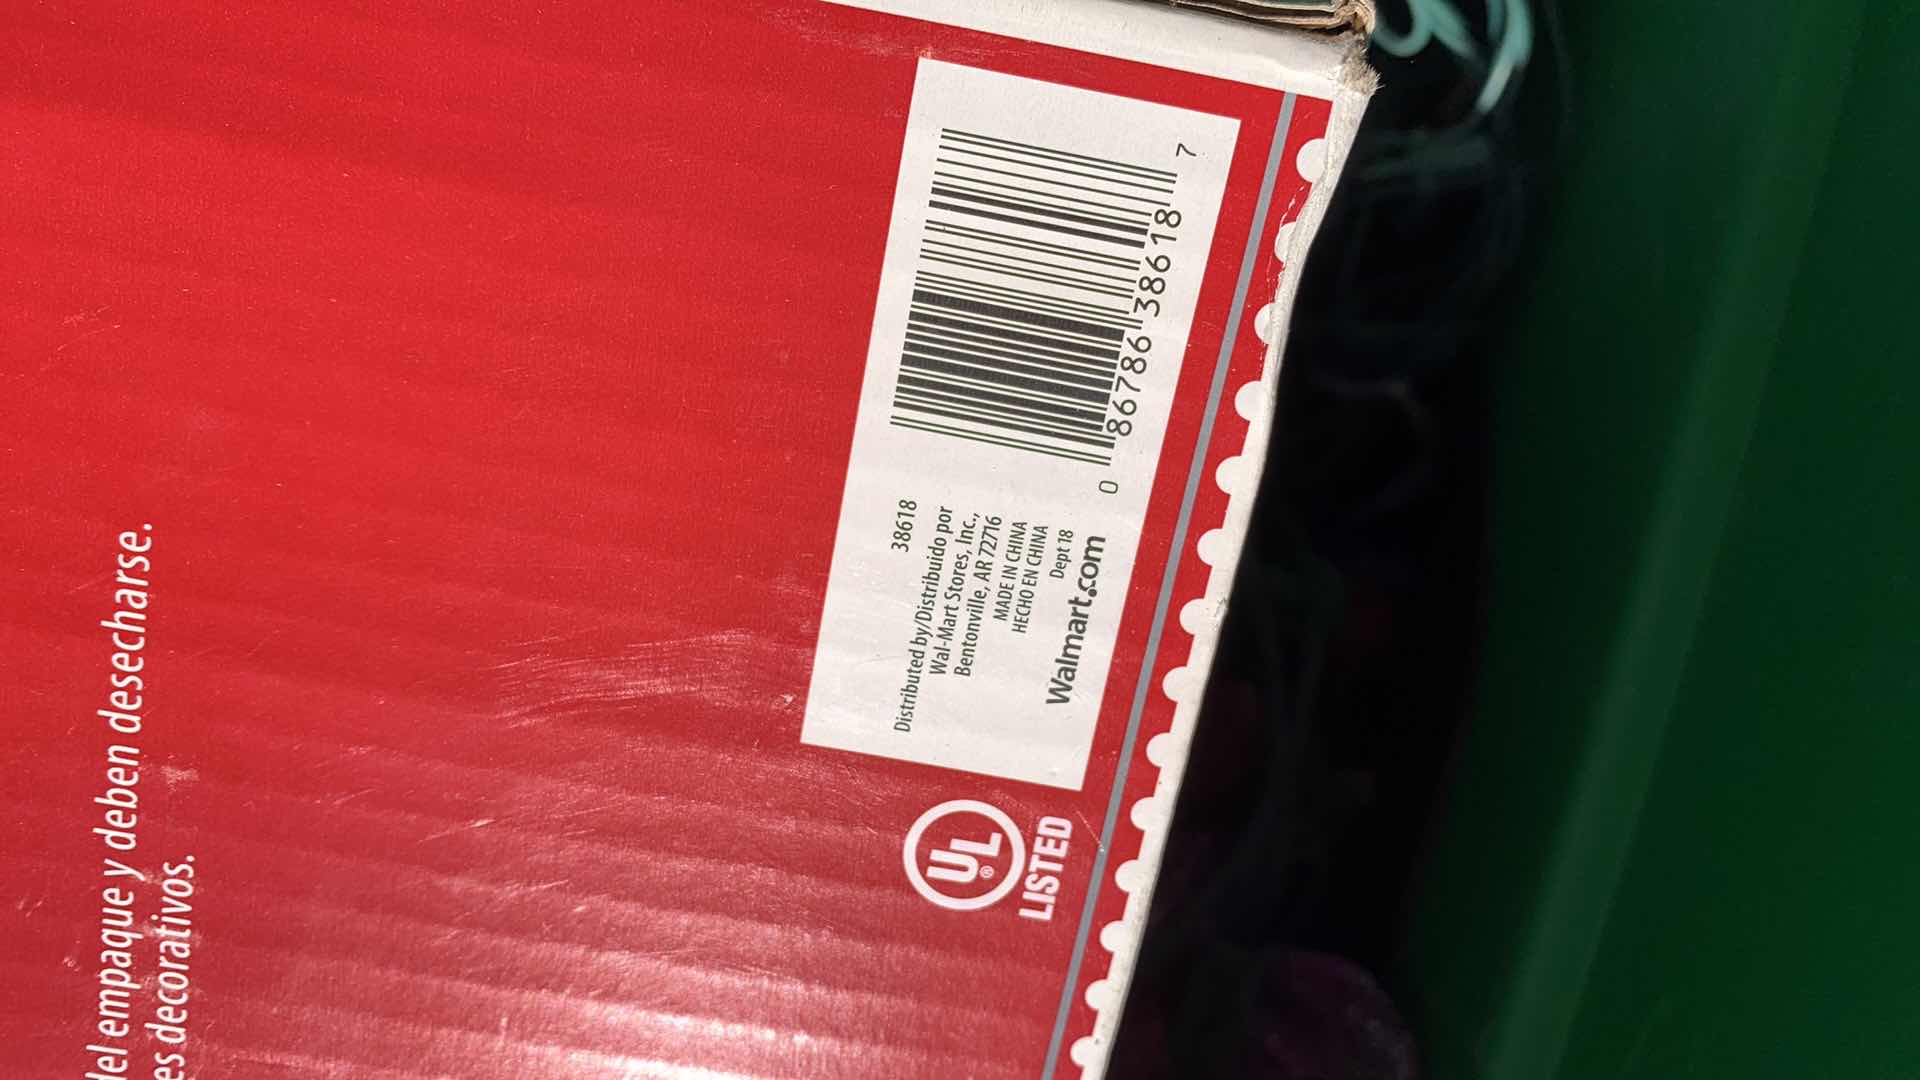 del empaque y deben desecharse.
es decorativos.
38618
Distributed by/Distribuido por
Wal-Mart Stores, Inc.,
Bentonville, AR 72716
MADE IN CHINA
HECHO EN CHINA
Dept 18
Walmart.com
0 86786 38618 7
UL®
LISTED